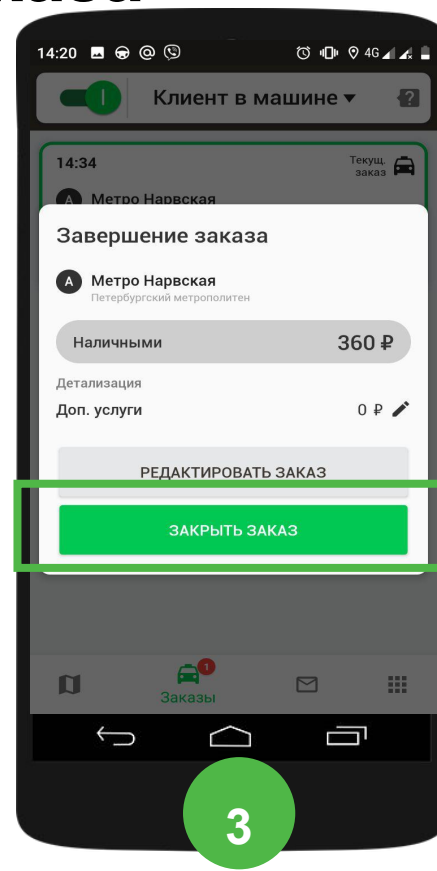 14:20 4G
Клиент в машине
14:34 Текущ.
заказ
А Метро Нарвская
Завершение заказа
А Метро Нарвская
Петербургский метрополитен
Наличными 360 ₽
Детализация
Доп. услуги 0 ₽
РЕДАКТИРОВАТЬ ЗАКАЗ
ЗАКРЫТЬ ЗАКАЗ
1
Заказы
3